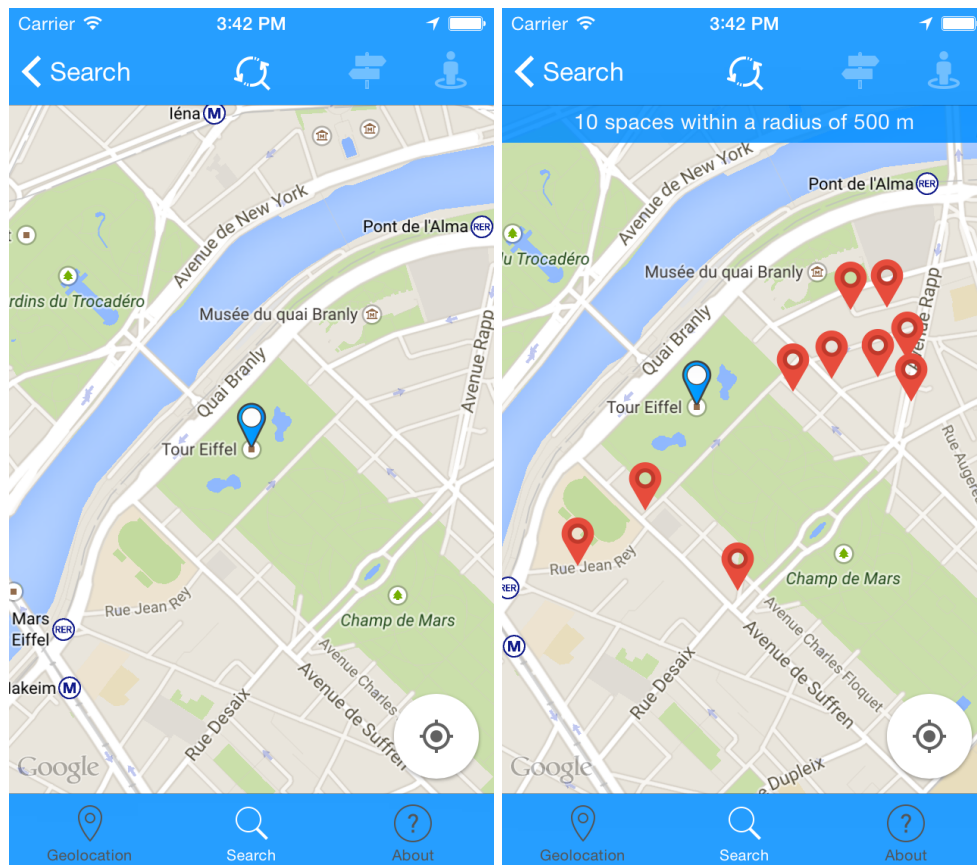 Carrier 3:42 PM
Search
Iéna M
Avenue de New York
Pont de l'Alma RER
rdins du Trocadéro
Musée du quai Branly
Avenue Rapp
Quai Branly
Tour Eiffel
Rue Jean Rey
Champ de Mars
Mars
Eiffel RER
lakeim M
Avenue Charles
Avenue de Suffren
Rue Desaix
Google
Geolocation Search ? About
Carrier 3:42 PM
Search
10 spaces within a radius of 500 m
Avenue de New York
Pont de l'Alma RER
du Trocadéro
Musée du quai Branly
Avenue Rapp
Quai Branly
Tour Eiffel
Rue Augerea
Rue Jean Rey
Champ de Mars
RER
M
Avenue Charles Floquet
Avenue de Suffren
Rue Desaix
Dupleix
Google
Geolocation Search ? About